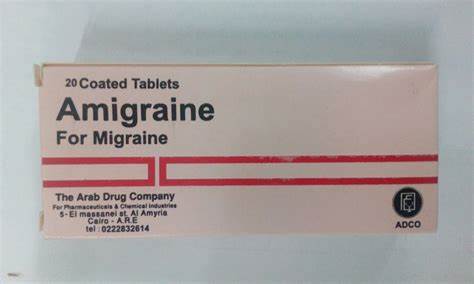 20 Coated Tablets
Amigraine
For Migraine
The Arab Drug Company
For Pharmaceuticals & Chemical Industries
5- El massanei st. Al Amyria
Cairo - A.R.E
tel : 0222832614
ADCO